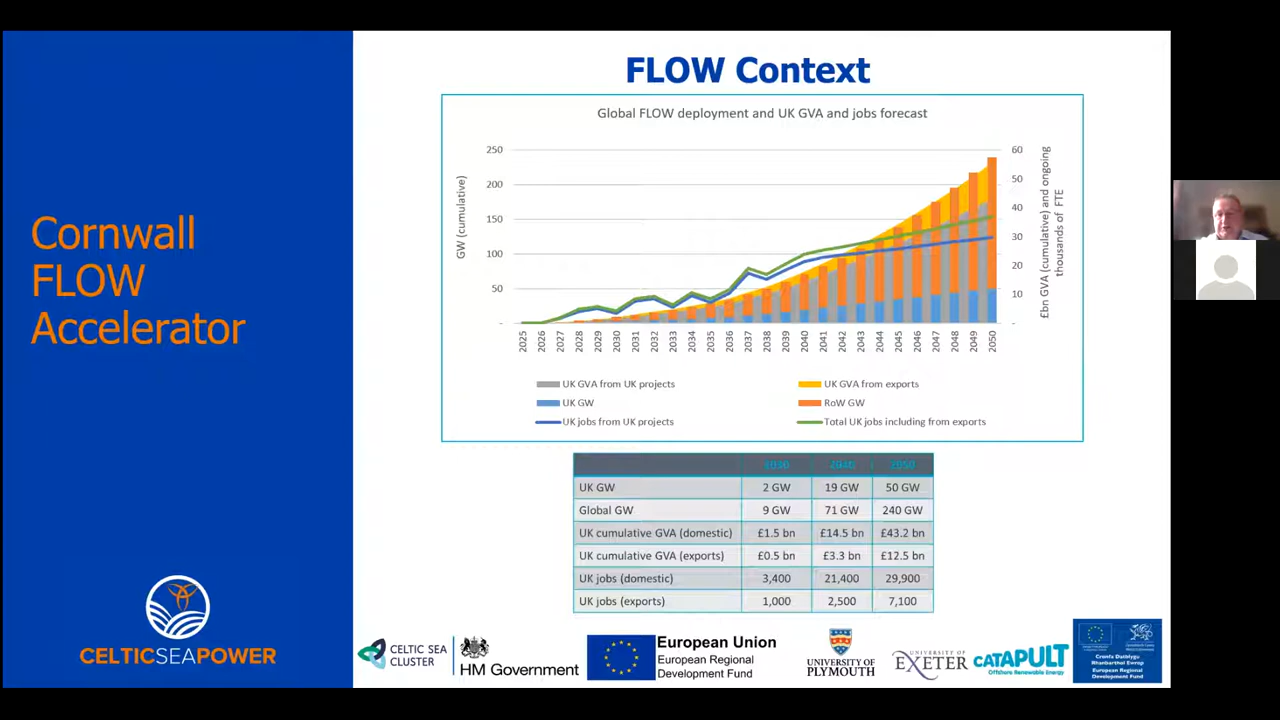 FLOW Context
Cornwall
FLOW
Accelerator
Global FLOW deployment and UK GVA and jobs forecast
GW (cumulative)
250
200
150
100
50
-
60
50
40
30
20
10
-
£bn GVA (cumulative) and ongoing
thousands of FTE
2025 2026 2027 2028 2029 2030 2031 2032 2033 2034 2035 2036 2037 2038 2039 2040 2041 2042 2043 2044 2045 2046 2047 2048 2049 2050
UK GVA from UK projects UK GVA from exports
UK GW RoW GW
UK jobs from UK projects Total UK jobs including from exports
2030 2040 2050
UK GW 2 GW 19 GW 50 GW
Global GW 9 GW 71 GW 240 GW
UK cumulative GVA (domestic) £1.5 bn £14.5 bn £43.2 bn
UK cumulative GVA (exports) £0.5 bn £3.3 bn £12.5 bn
UK jobs (domestic) 3,400 21,400 29,900
UK jobs (exports) 1,000 2,500 7,100
CELTICSEAPOWER
CELTIC SEA
CLUSTER
HM Government
European Union
European Regional
Development Fund
UNIVERSITY OF
PLYMOUTH
UNIVERSITY OF
EXETER
CATAPULT
Offshore Renewable Energy
Cronfa Datblygu
Rhanbarthol Ewrop
European Regional
Development Fund